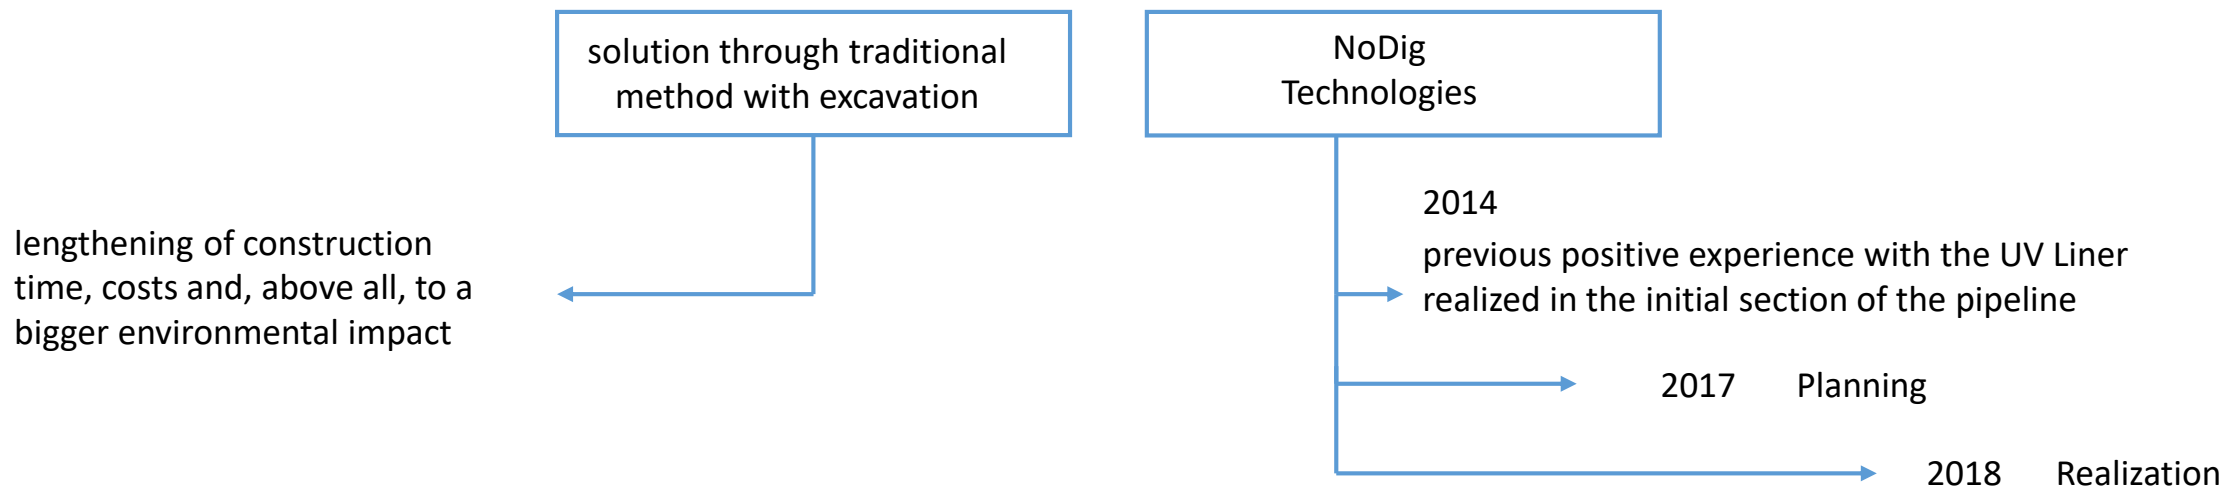 solution through traditional
method with excavation
NoDig
Technologies
lengthening of construction
time, costs and, above all, to a
bigger environmental impact
2014
previous positive experience with the UV Liner
realized in the initial section of the pipeline
2017 Planning
2018 Realization